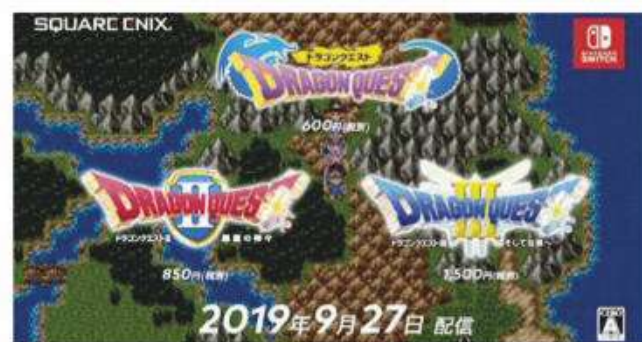 SQUARE ENIX.
NINTENDO
SWITCH
ドラゴンクエスト
DRAGON QUEST
600円(税別)
DRAGON QUEST
II
ドラゴンクエストII 悪霊の神々
850円(税別)
DRAGON QUEST
III
ドラゴンクエストIII そして伝説へ
1,500円(税別)
2019年9月27日 配信
CERO
A